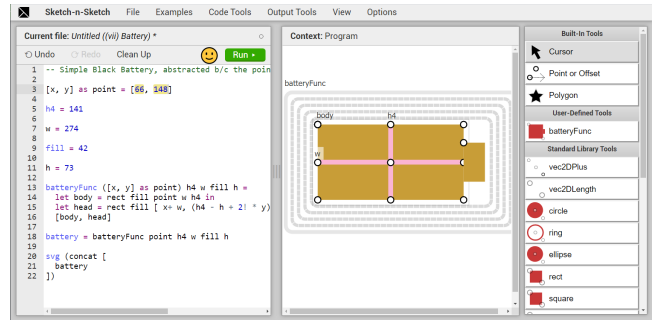 Sketch-n-Sketch File Examples Code Tools Output Tools View Options
Current file: Untitled ((vii) Battery) *
Undo Redo Clean Up Run
1 -- Simple Black Battery, abstracted b/c the poin
2
3 [x, y] as point = [66, 148]
4
5 h4 = 141
6
7 w = 274
8
9 fill = 42
10
11 h = 73
12
13 batteryFunc ([x, y] as point) h4 w fill h =
14 let body = rect fill point w h4 in
15 let head = rect fill [ x+ w, (h4 - h + 2! * y)
16 [body, head]
17
18 battery = batteryFunc point h4 w fill h
19
20 svg (concat [
21 battery
22 ])
Context: Program
batteryFunc
body h4
w
Built-In Tools
Cursor
Point or Offset
Polygon
User-Defined Tools
batteryFunc
Standard Library Tools
vec2DPlus
vec2DLength
circle
ring
ellipse
rect
square